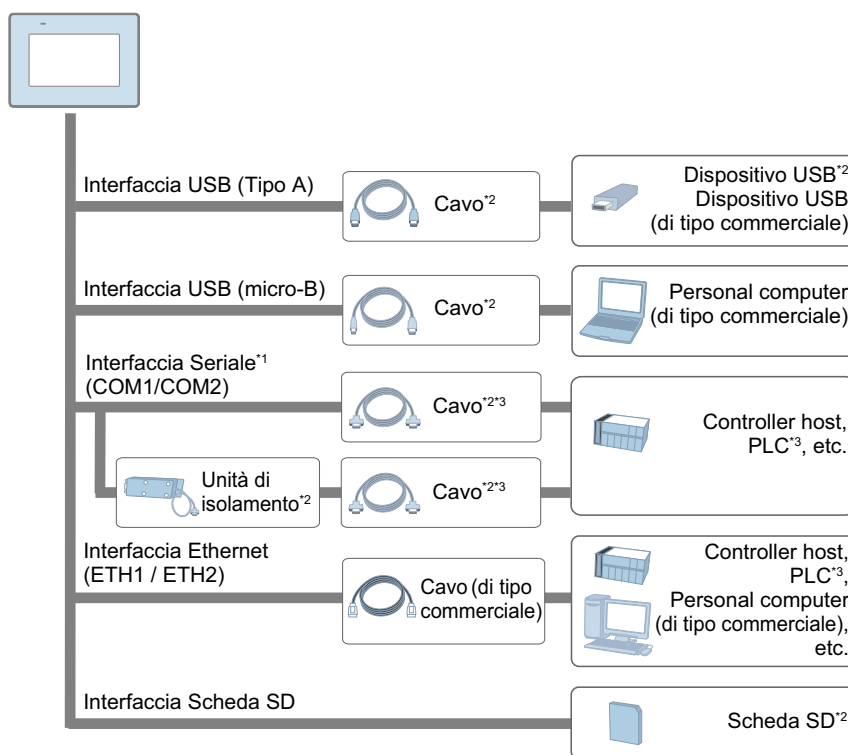 Interfaccia USB (Tipo A)
Cavo*2
Dispositivo USB*2
Dispositivo USB
(di tipo commerciale)
Interfaccia USB (micro-B)
Cavo*2
Personal computer
(di tipo commerciale)
Interfaccia Seriale*1
(COM1/COM2)
Cavo*2*3
Controller host,
PLC*3, etc.
Unità di
isolamento*2
Cavo*2*3
Interfaccia Ethernet
(ETH1 / ETH2)
Cavo (di tipo
commerciale)
Controller host,
PLC*3,
Personal computer
(di tipo commerciale),
etc.
Interfaccia Scheda SD
Scheda SD*2